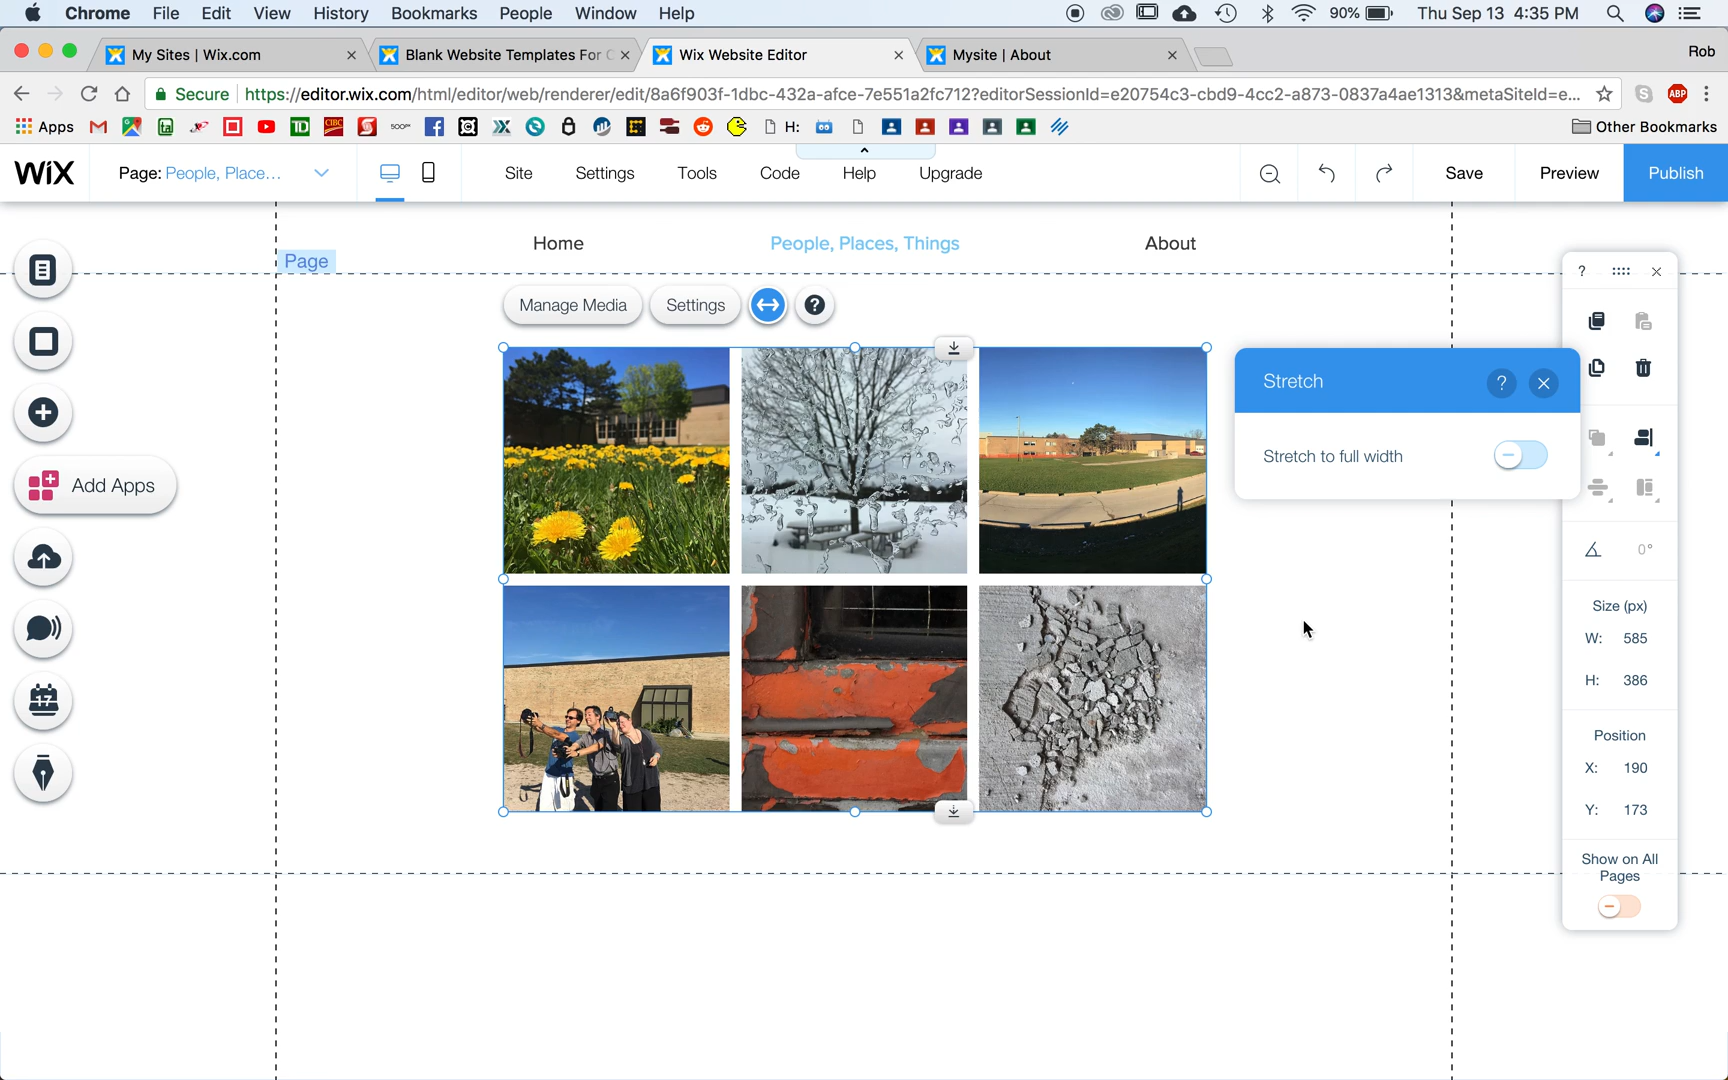 Chrome File Edit View History Bookmarks People Window Help 90% Thu Sep 13 4:35 PM
My Sites | Wix.com Blank Website Templates For Wix Website Editor Mysite | About Rob
Secure https://editor.wix.com/html/editor/web/renderer/edit/8a6f903f-1dbc-432a-afce-7e551a2fc712?editorSessionId=e20754c3-cbd9-4cc2-a873-0837a4ae1313&metaSiteId=e... ABP
Apps TD CIBC 500px H: Other Bookmarks
WiX Page: People, Place... Site Settings Tools Code Help Upgrade Save Preview Publish
Home People, Places, Things About
Page
Manage Media Settings ?
Stretch ?
Stretch to full width
Add Apps
17
?
0°
Size (px)
W: 585
H: 386
Position
X: 190
Y: 173
Show on All
Pages